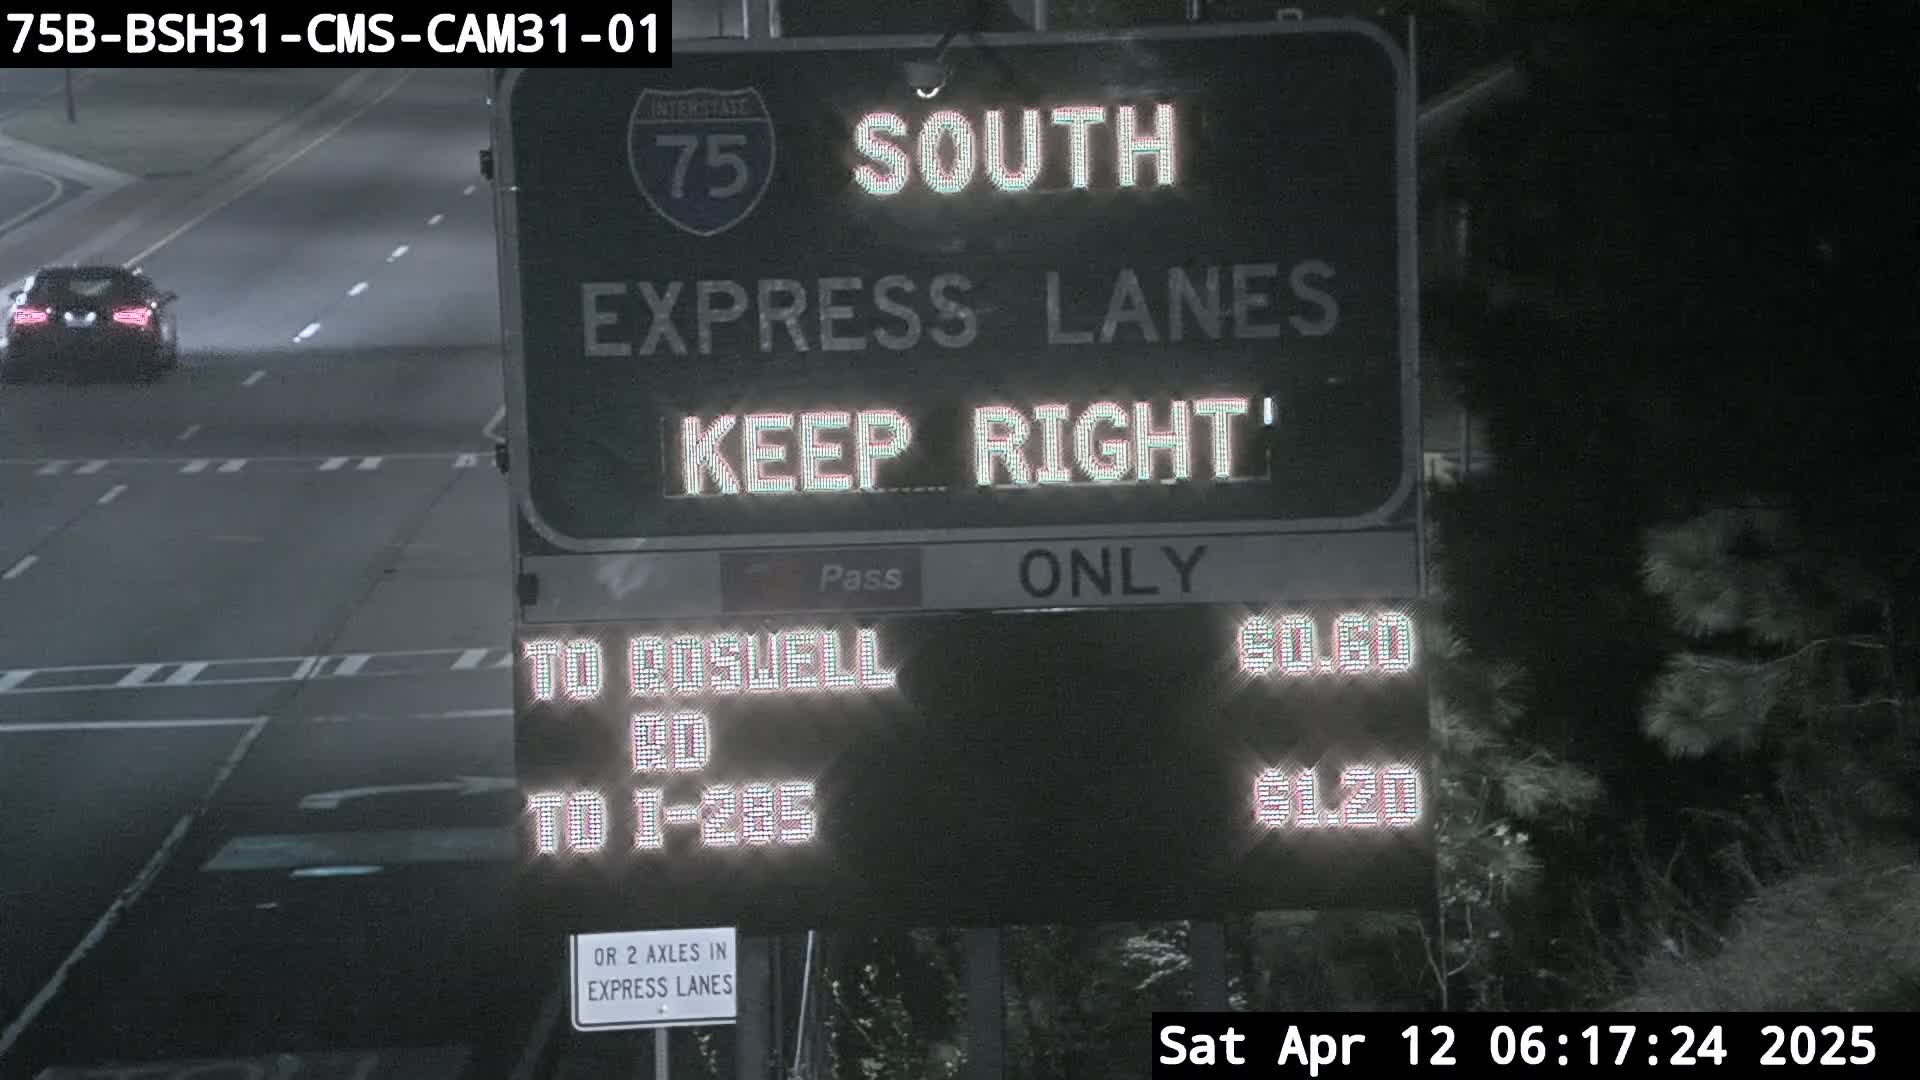 75B-BSH31-CMS-CAM31-01
INTERSTATE
75
SOUTH
EXPRESS LANES
KEEP RIGHT
Pass ONLY
TO ROSWELL $0.60
RD
TO I-285 $1.20
OR 2 AXLES IN
EXPRESS LANES
Sat Apr 12 06:17:24 2025